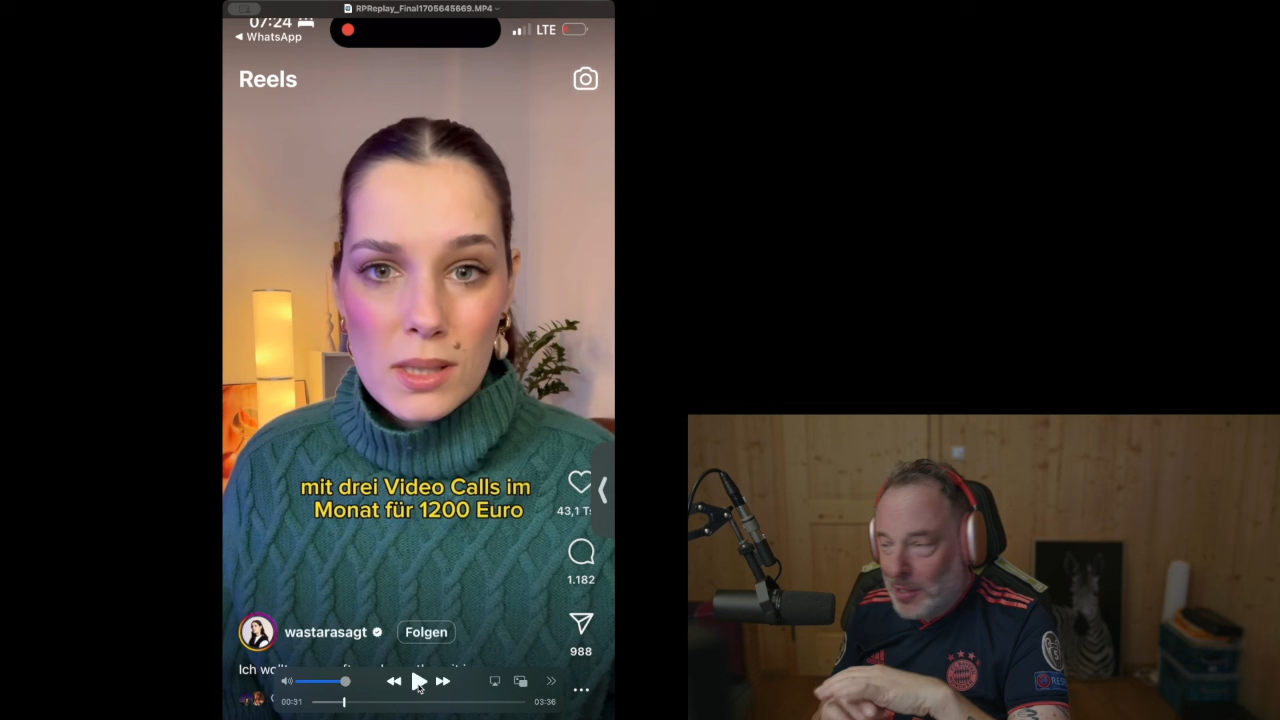 RPReplay_Final1705645669.MP4
07:24
WhatsApp
LTE
Reels
mit drei Video Calls im
Monat für 1200 Euro
43,1 T
1.182
wastarasagt
Folgen
988
Ich
00:31
03:36